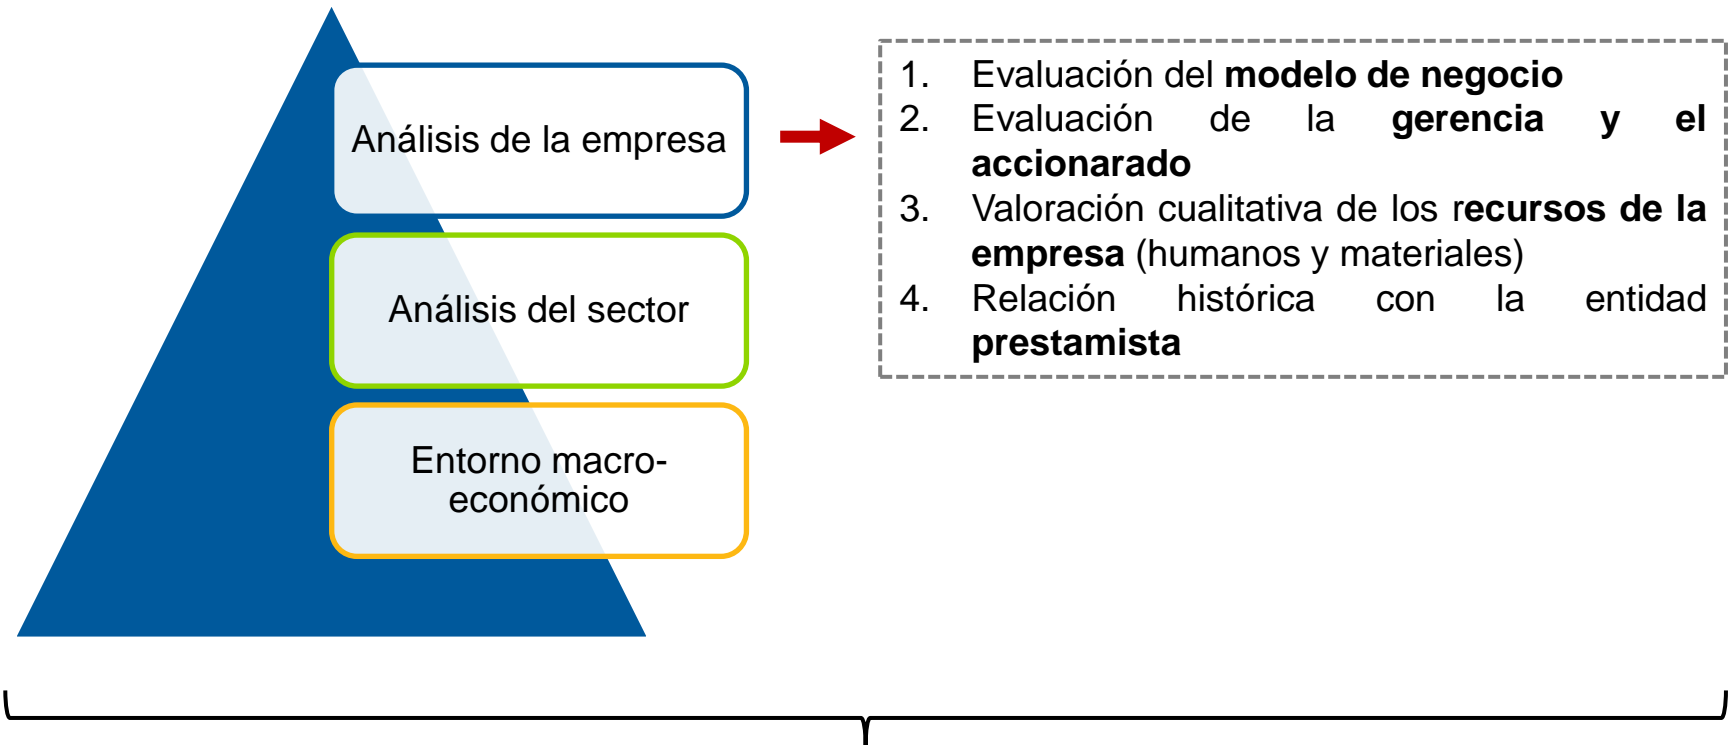 Análisis de la empresa
Análisis del sector
Entorno macro-
económico
1. Evaluación del modelo de negocio
2. Evaluación de la gerencia y el
accionarado
3. Valoración cualitativa de los recursos de la
empresa (humanos y materiales)
4. Relación histórica con la entidad
prestamista